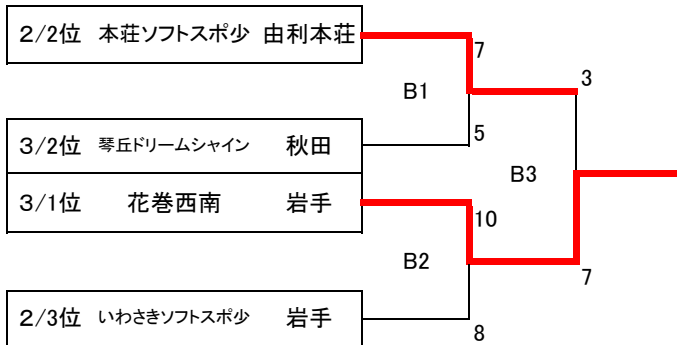 2/2位 本荘ソフトスポ少 由利本荘
7
3
B1
5
3/2位 琴丘ドリームシャイン 秋田
B3
3/1位 花巻西南 岩手
10
B2
7
2/3位 いわさきソフトスポ少 岩手
8